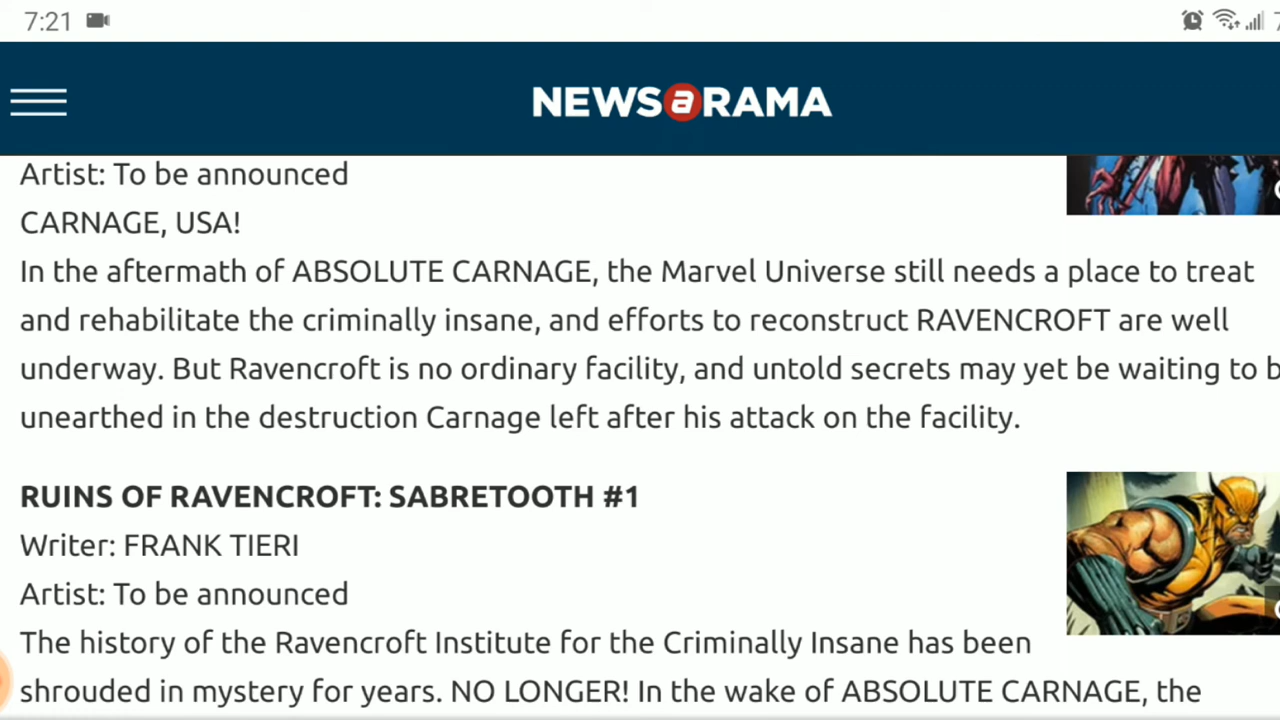 7:21
NEWSaRAMA
Artist: To be announced
CARNAGE, USA!
In the aftermath of ABSOLUTE CARNAGE, the Marvel Universe still needs a place to treat
and rehabilitate the criminally insane, and efforts to reconstruct RAVENCROFT are well
underway. But Ravencroft is no ordinary facility, and untold secrets may yet be waiting to b
unearthed in the destruction Carnage left after his attack on the facility.
RUINS OF RAVENCROFT: SABRETOOTH #1
Writer: FRANK TIERI
Artist: To be announced
The history of the Ravencroft Institute for the Criminally Insane has been
shrouded in mystery for years. NO LONGER! In the wake of ABSOLUTE CARNAGE, the